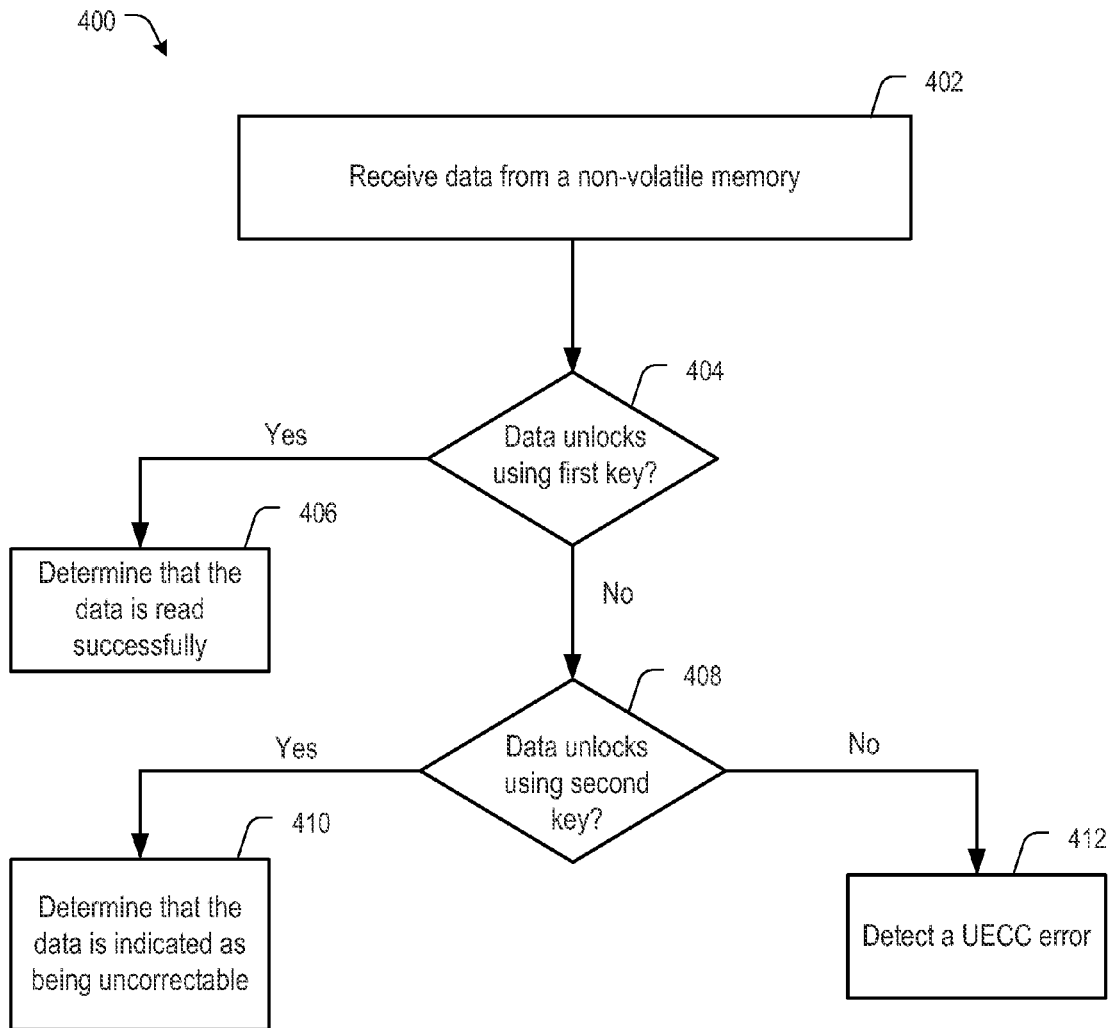 400
402
Receive data from a non-volatile memory
404
Yes
Data unlocks
using first key?
406
Determine that the
data is read
successfully
No
408
Yes
Data unlocks
using second
key?
No
410
Determine that the
data is indicated as
being uncorrectable
412
Detect a UECC error